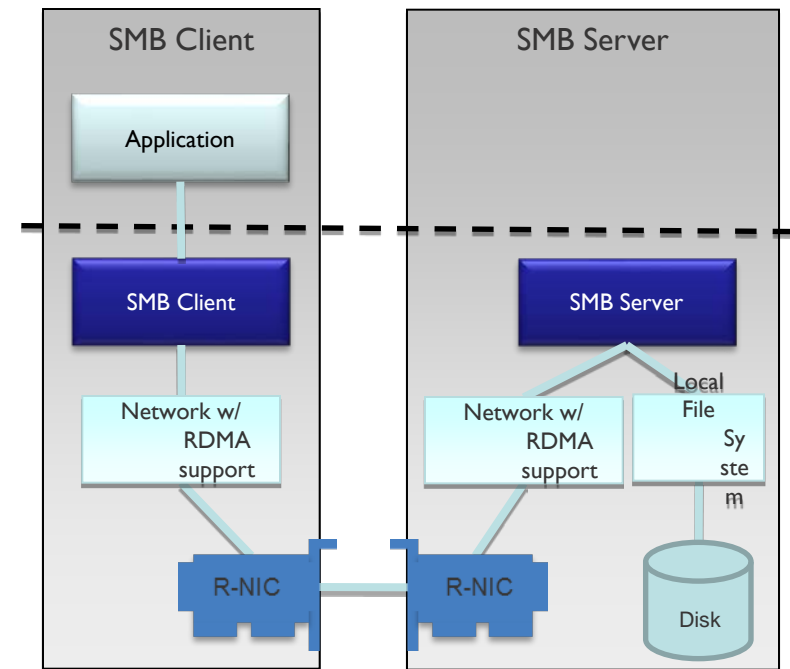 SMB Client
SMB Server
Application
SMB Client
SMB Server
Network w/
RDMA
support
Network w/
RDMA
support
Local
File
Sy
ste
m
R-NIC
R-NIC
Disk